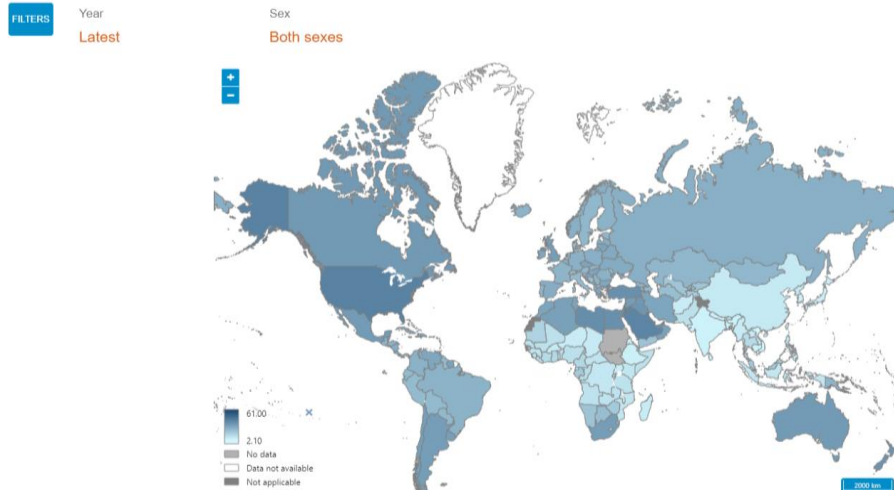 FILTERS
Year
Sex
Latest
Both sexes
+
−
61.00
×
2.10
No data
Data not available
Not applicable
2000 km